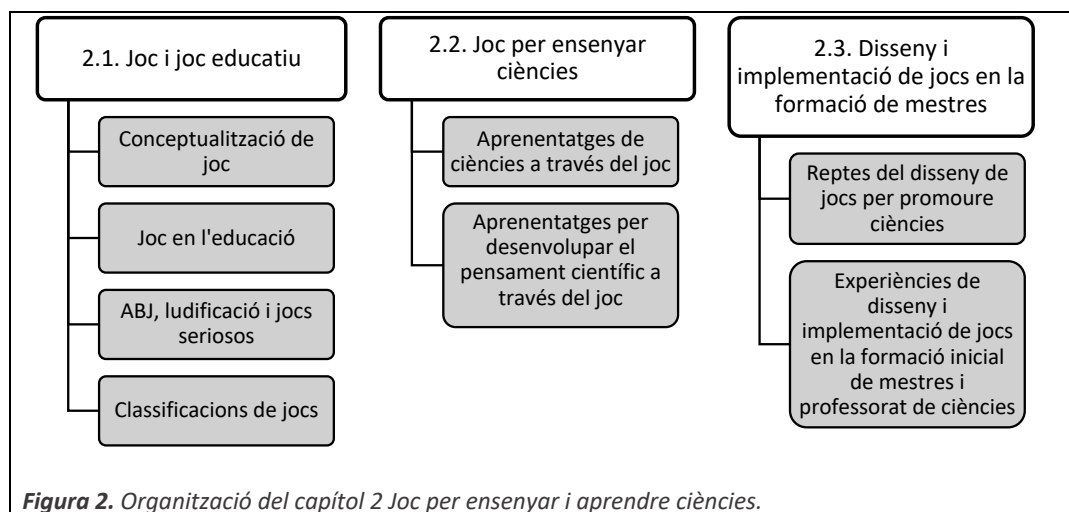 2.1. Joc i joc educatiu
Conceptualització de
joc
Joc en l'educació
ABJ, ludificació i jocs
seriosos
Classificacions de jocs
2.2. Joc per ensenyar
ciències
Aprenentatges de
ciències a través del joc
Aprenentatges per
desenvolupar el
pensament científic a
través del joc
2.3. Disseny i
implementació de jocs en la
formació de mestres
Reptes del disseny de
jocs per promoure
ciències
Experiències de
disseny i
implementació de jocs
en la formació inicial
de mestres i
professorat de ciències
Figura 2. Organització del capítol 2 Joc per ensenyar i aprendre ciències.